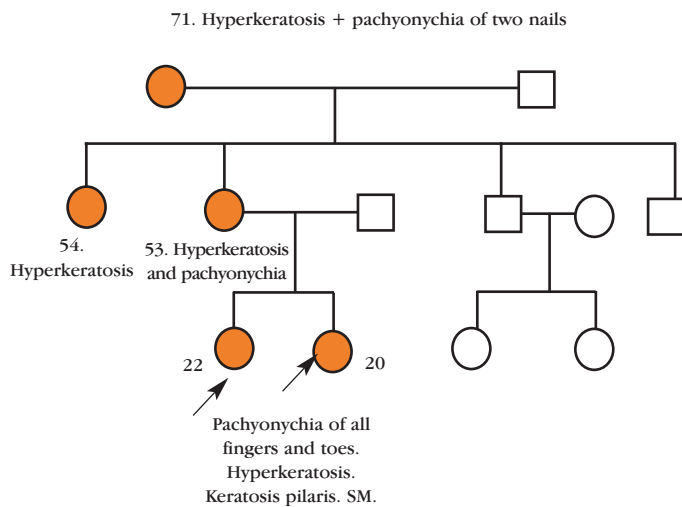 71. Hyperkeratosis + pachyonychia of two nails
54.
Hyperkeratosis
53. Hyperkeratosis
and pachyonychia
22
20
Pachyonychia of all
fingers and toes.
Hyperkeratosis.
Keratosis pilaris. SM.